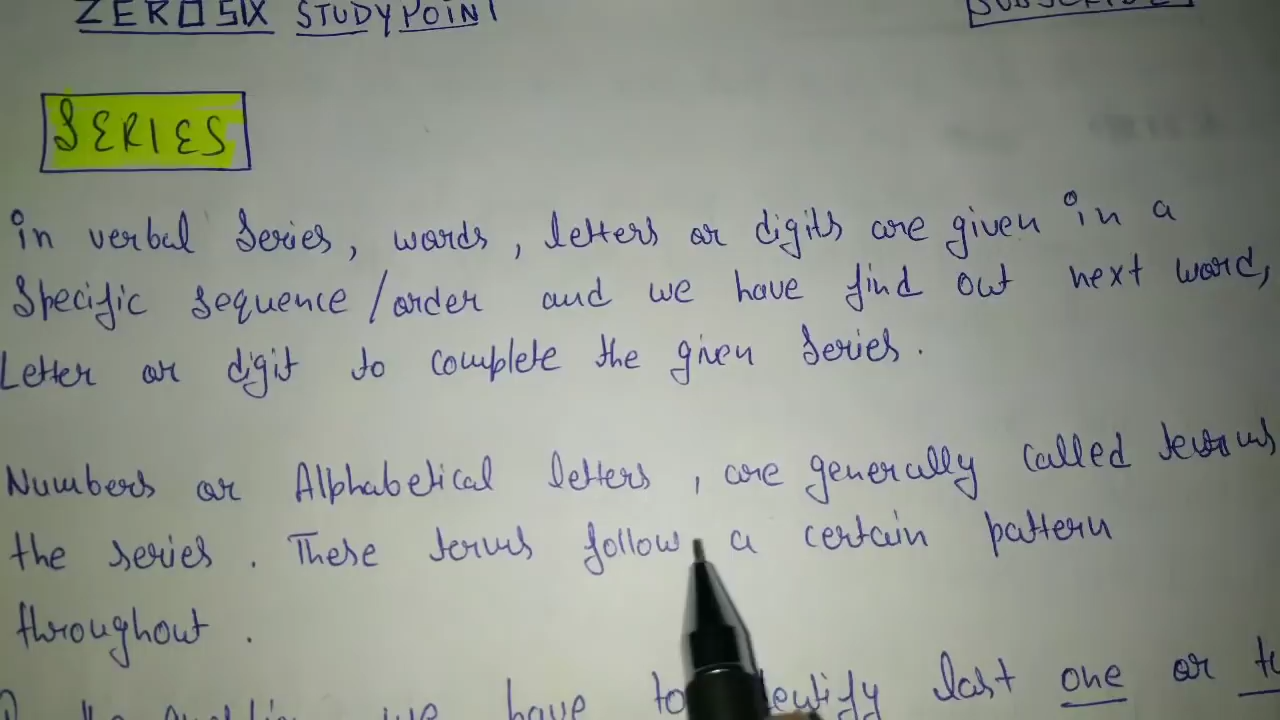 ZERO SIX STUDY POINT
SERIES
in verbal Series, words, letters or digits are given in a
Specific sequence/order and we have find out next word,
Letter or digit to complete the given series.
Numbers or Alphabetical letters, are generally called terms
the series. These terms follow a certain pattern
throughout.
we have to last one or